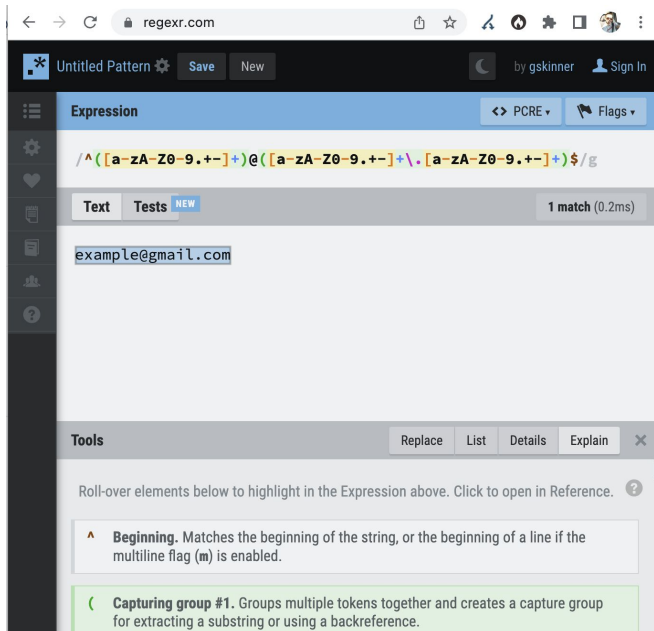 regexr.com
Untitled Pattern Save New by gskinner Sign In
Expression <> PCRE Flags
/^([a-zA-Z0-9.+-]+)@([a-zA-Z0-9.+-]+\.[a-zA-Z0-9.+-]+)$/g
Text Tests NEW 1 match (0.2ms)
example@gmail.com
Tools Replace List Details Explain
Roll-over elements below to highlight in the Expression above. Click to open in Reference.
^ Beginning. Matches the beginning of the string, or the beginning of a line if the
multiline flag (m) is enabled.
( Capturing group #1. Groups multiple tokens together and creates a capture group
for extracting a substring or using a backreference.